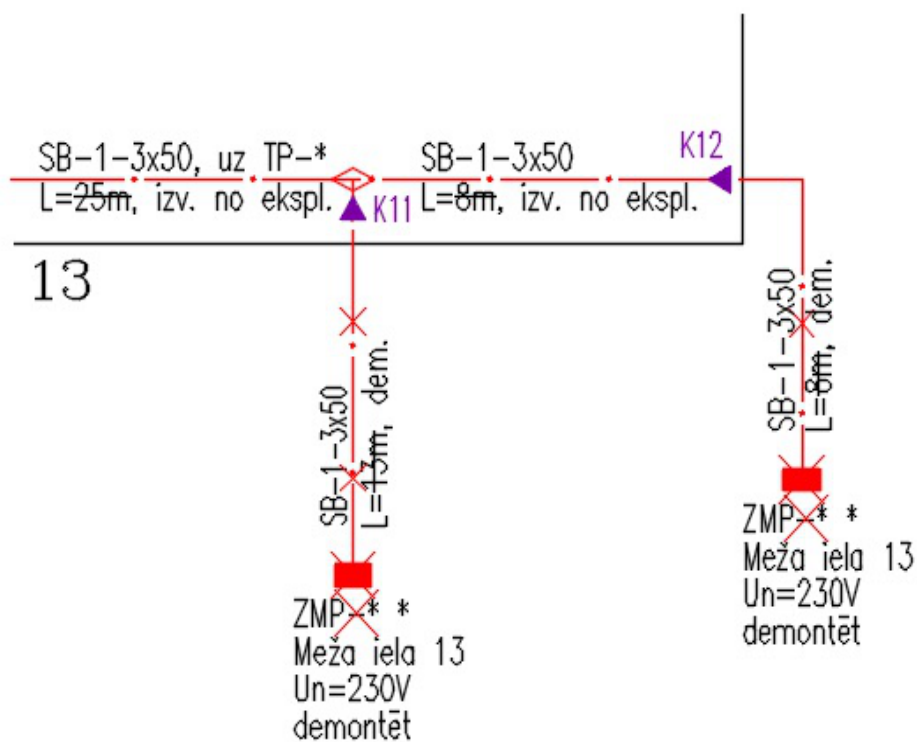 SB-1-3x50, uz TP-*
L=25m, izv. no ekspl.
SB-1-3x50
L=8m, izv. no ekspl.
K12
K11
13
SB-1-3x50
L=13m, dem.
SB-1-3x50
L=8m, dem.
ZMP-* *
Meža iela 13
Un=230V
demontēt
ZMP-* *
Meža iela 13
Un=230V
demontēt